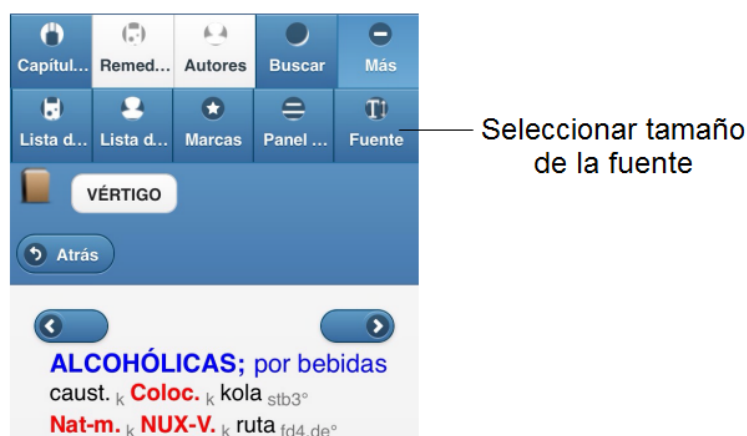 Capítul... Remed... Autores Buscar Más
Lista d... Lista d... Marcas Panel ... Fuente
Seleccionar tamaño
de la fuente
VÉRTIGO
Atrás
ALCOHÓLICAS; por bebidas
caust. k Coloc. k kola stb3°
Nat-m. k NUX-V. k ruta fd4.de°